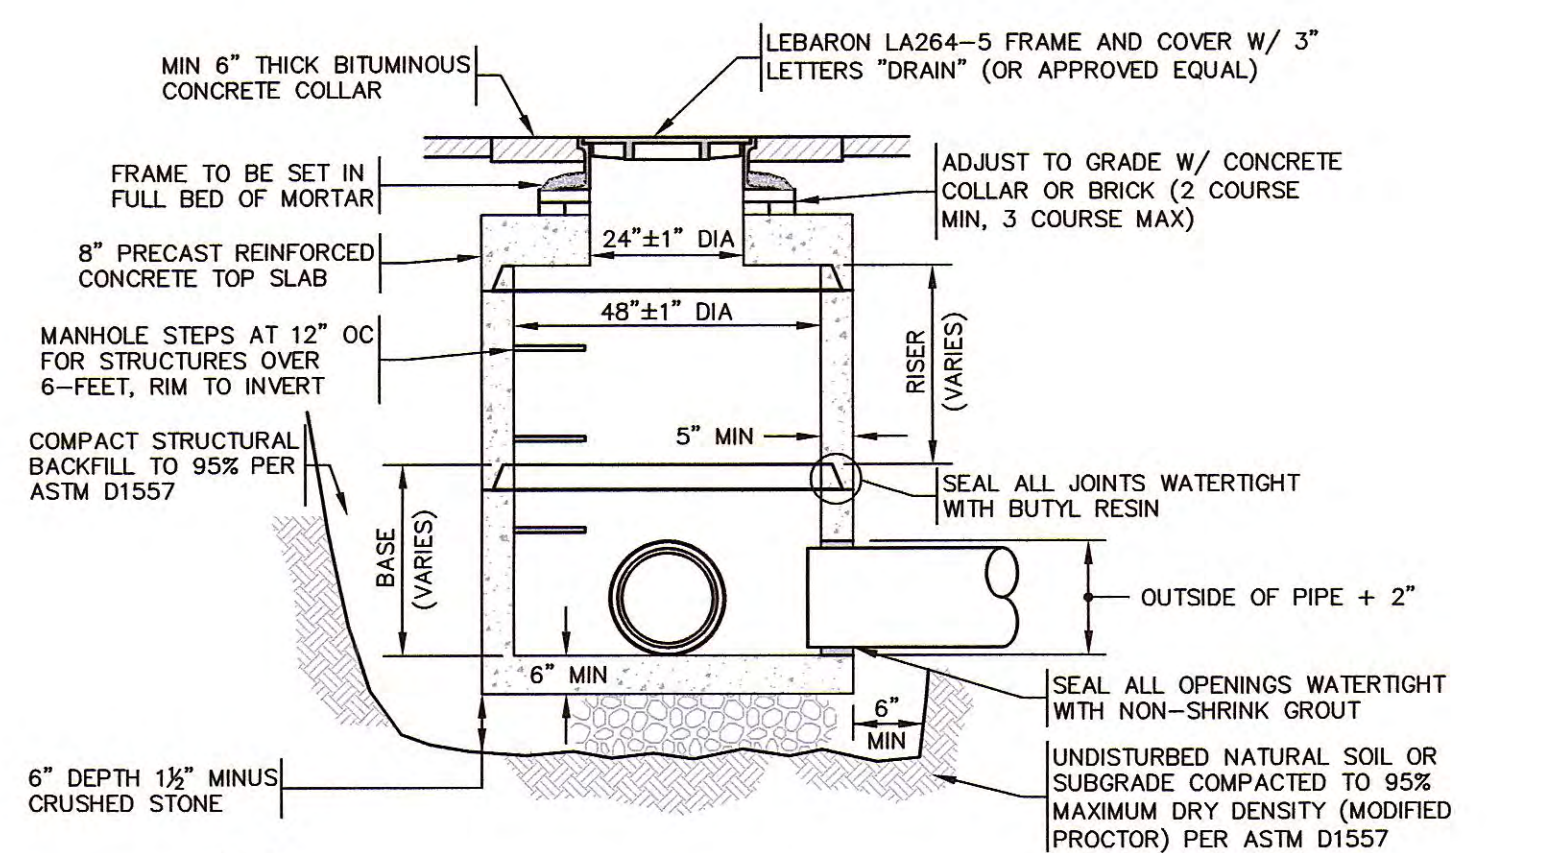 LEBARON LA264-5 FRAME AND COVER W/ 3"
LETTERS "DRAIN" (OR APPROVED EQUAL)
MIN 6" THICK BITUMINOUS
CONCRETE COLLAR
FRAME TO BE SET IN
FULL BED OF MORTAR
ADJUST TO GRADE W/ CONCRETE
COLLAR OR BRICK (2 COURSE
MIN, 3 COURSE MAX)
8" PRECAST REINFORCED
CONCRETE TOP SLAB
24"±1" DIA
48"±1" DIA
MANHOLE STEPS AT 12" OC
FOR STRUCTURES OVER
6-FEET, RIM TO INVERT
RISER
(VARIES)
5" MIN
COMPACT STRUCTURAL
BACKFILL TO 95% PER
ASTM D1557
SEAL ALL JOINTS WATERTIGHT
WITH BUTYL RESIN
BASE
(VARIES)
OUTSIDE OF PIPE + 2"
6" MIN
SEAL ALL OPENINGS WATERTIGHT
WITH NON-SHRINK GROUT
6"
MIN
6" DEPTH 1½" MINUS
CRUSHED STONE
UNDISTURBED NATURAL SOIL OR
SUBGRADE COMPACTED TO 95%
MAXIMUM DRY DENSITY (MODIFIED
PROCTOR) PER ASTM D1557